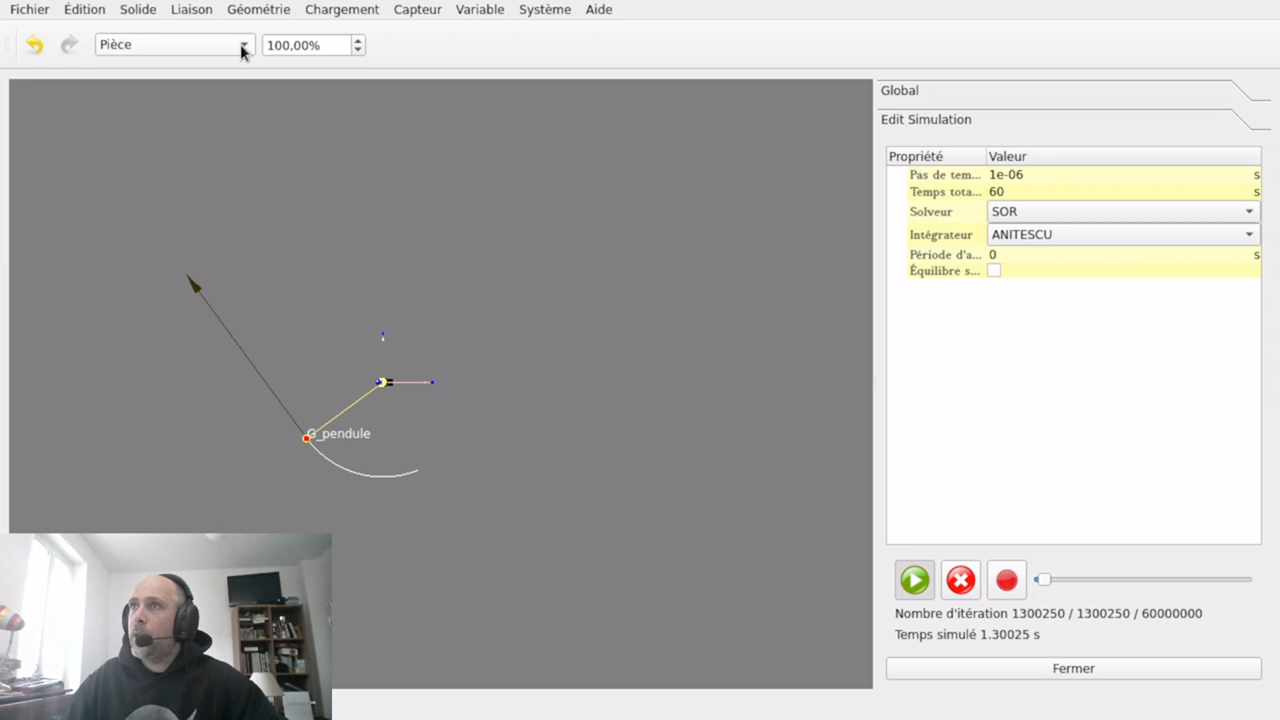 Fichier Édition Solide Liaison Géométrie Chargement Capteur Variable Système Aide
Pièce 100,00%
Global
Edit Simulation
Propriété Valeur
Pas de tem... 1e-06 s
Temps tota... 60 s
Solveur SOR
Intégrateur ANITESCU
Période d'a... 0 s
Équilibre s...
G_pendule
Nombre d'itération 1300250 / 1300250 / 60000000
Temps simulé 1.30025 s
Fermer